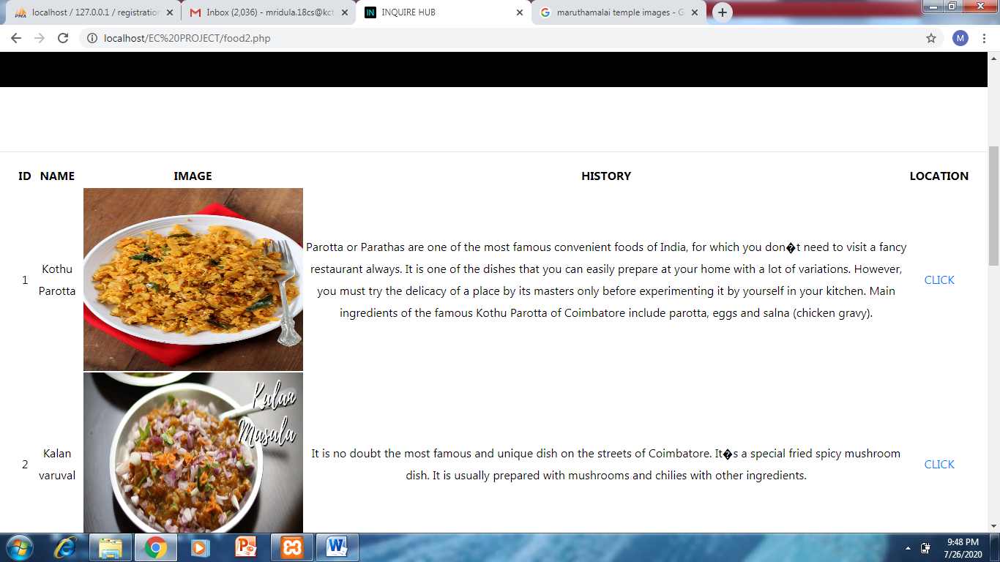 localhost / 127.0.0.1 / registration
Inbox (2,036) - mridula.18cs@kct.
IN INQUIRE HUB
maruthamalai temple images - G
localhost/EC%20PROJECT/food2.php
M
ID NAME IMAGE HISTORY LOCATION
1
Kothu
Parotta
Parotta or Parathas are one of the most famous convenient foods of India, for which you don�t need to visit a fancy
restaurant always. It is one of the dishes that you can easily prepare at your home with a lot of variations. However,
you must try the delicacy of a place by its masters only before experimenting it by yourself in your kitchen. Main
ingredients of the famous Kothu Parotta of Coimbatore include parotta, eggs and salna (chicken gravy).
CLICK
2
Kalan
varuval
Kalan
Masala
It is no doubt the most famous and unique dish on the streets of Coimbatore. It�s a special fried spicy mushroom
dish. It is usually prepared with mushrooms and chilies with other ingredients.
CLICK
9:48 PM
7/26/2020